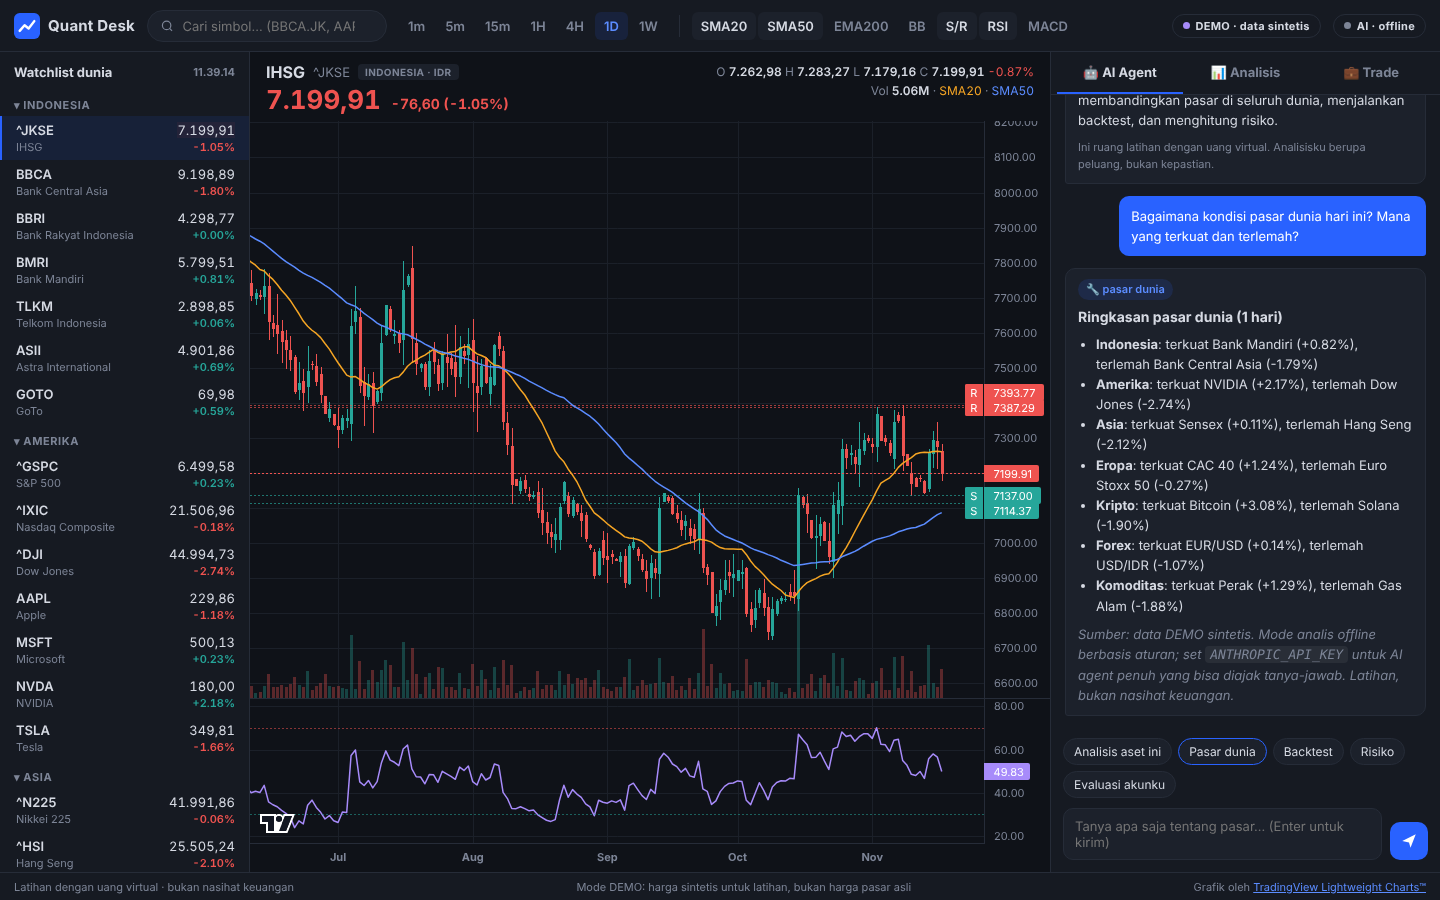 Quant Desk
Cari simbol... (BBCA.JK, AAPL
1m 5m 15m 1H 4H 1D 1W
SMA20 SMA50 EMA200 BB S/R RSI MACD
DEMO · data sintetis
AI · offline
Watchlist dunia 11.39.14
▾ INDONESIA
^JKSE 7.199,91
IHSG -1.05%
BBCA 9.198,89
Bank Central Asia -1.80%
BBRI 4.298,77
Bank Rakyat Indonesia +0.00%
BMRI 5.799,51
Bank Mandiri +0.81%
TLKM 2.898,85
Telkom Indonesia +0.06%
ASII 4.901,86
Astra International +0.69%
GOTO 69,98
GoTo +0.59%
▾ AMERIKA
^GSPC 6.499,58
S&P 500 +0.23%
^IXIC 21.506,96
Nasdaq Composite -0.18%
^DJI 44.994,73
Dow Jones -2.74%
AAPL 229,86
Apple -1.18%
MSFT 500,13
Microsoft +0.23%
NVDA 180,00
NVIDIA +2.18%
TSLA 349,81
Tesla -1.66%
▾ ASIA
^N225 41.991,86
Nikkei 225 -0.06%
^HSI 25.505,24
Hang Seng -2.10%
IHSG ^JKSE INDONESIA · IDR
7.199,91 -76,60 (-1.05%)
O 7.262,98 H 7.283,27 L 7.179,16 C 7.199,91 -0.87%
Vol 5.06M · SMA20 · SMA50
8200.00
8100.00
8000.00
7900.00
7800.00
7700.00
7600.00
7500.00
R 7393.77
R 7387.29
7300.00
7199.91
S 7137.00
S 7114.37
7000.00
6900.00
6800.00
6700.00
6600.00
80.00
60.00
49.83
40.00
20.00
Jul Aug Sep Oct Nov
🤖 AI Agent 📊 Analisis 💼 Trade
membandingkan pasar di seluruh dunia, menjalankan
backtest, dan menghitung risiko.
Ini ruang latihan dengan uang virtual. Analisisku berupa
peluang, bukan kepastian.
Bagaimana kondisi pasar dunia hari ini? Mana
yang terkuat dan terlemah?
🔧 pasar dunia
Ringkasan pasar dunia (1 hari)
• Indonesia: terkuat Bank Mandiri (+0.82%),
terlemah Bank Central Asia (-1.79%)
• Amerika: terkuat NVIDIA (+2.17%), terlemah Dow
Jones (-2.74%)
• Asia: terkuat Sensex (+0.11%), terlemah Hang Seng
(-2.12%)
• Eropa: terkuat CAC 40 (+1.24%), terlemah Euro
Stoxx 50 (-0.27%)
• Kripto: terkuat Bitcoin (+3.08%), terlemah Solana
(-1.90%)
• Forex: terkuat EUR/USD (+0.14%), terlemah
USD/IDR (-1.07%)
• Komoditas: terkuat Perak (+1.29%), terlemah Gas
Alam (-1.88%)
Sumber: data DEMO sintetis. Mode analis offline
berbasis aturan; set ANTHROPIC_API_KEY untuk AI
agent penuh yang bisa diajak tanya-jawab. Latihan,
bukan nasihat keuangan.
Analisis aset ini Pasar dunia Backtest Risiko
Evaluasi akunku
Tanya apa saja tentang pasar... (Enter untuk
kirim)
Latihan dengan uang virtual · bukan nasihat keuangan
Mode DEMO: harga sintetis untuk latihan, bukan harga pasar asli
Grafik oleh TradingView Lightweight Charts™